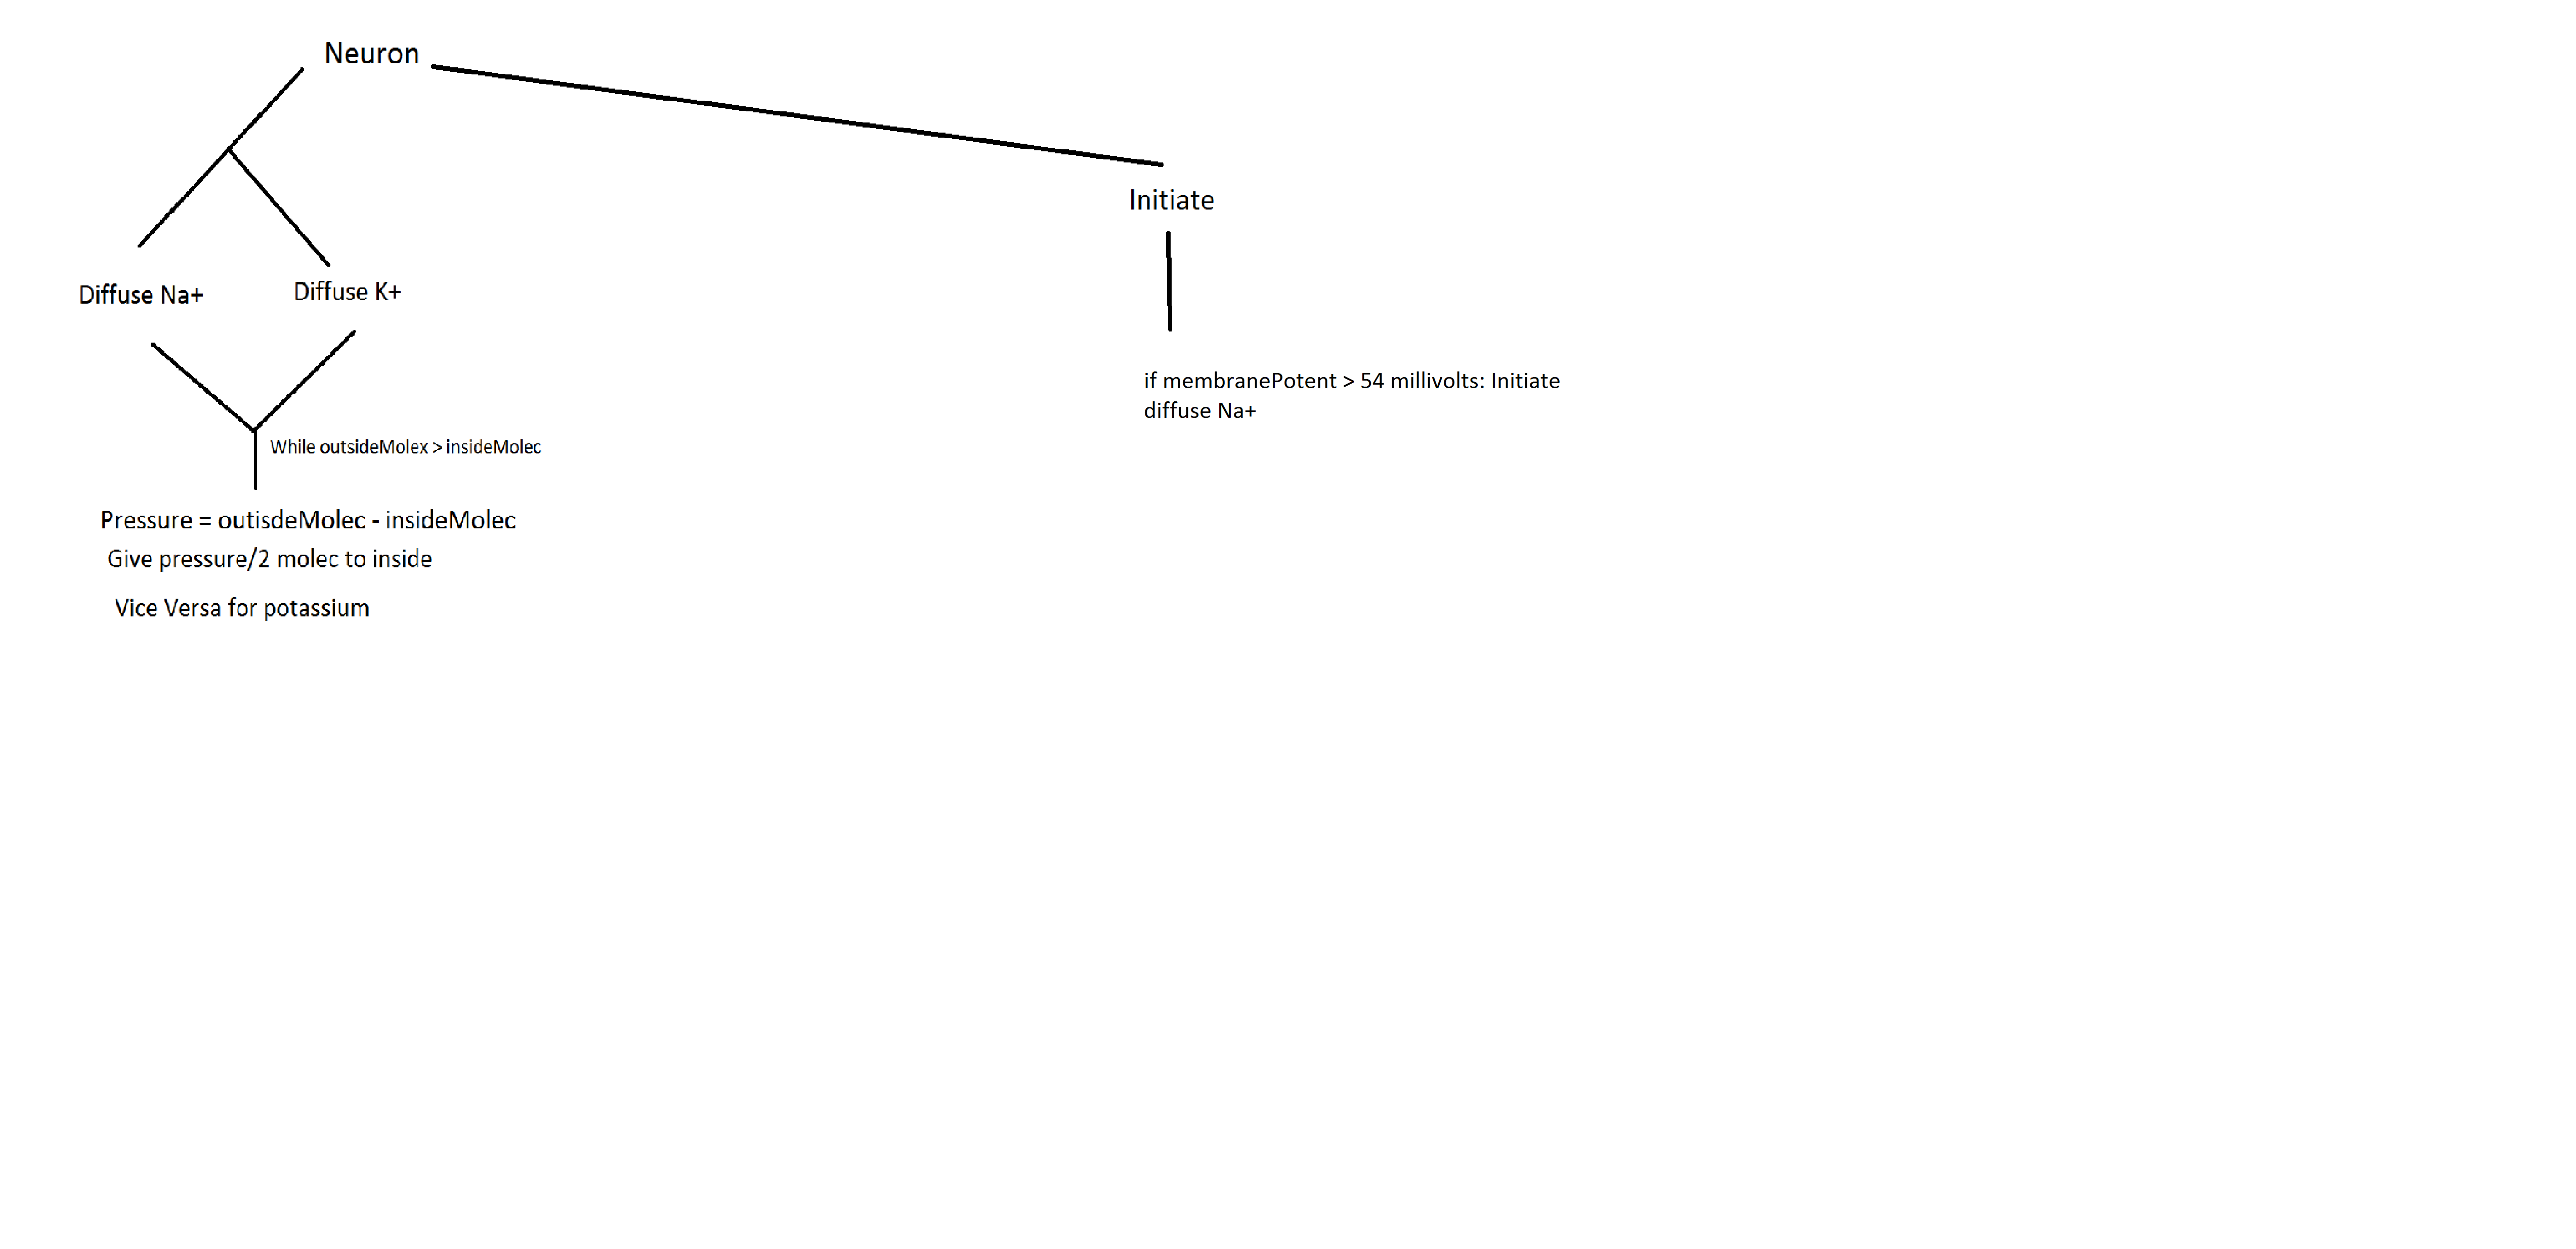 Neuron
Initiate
Diffuse Na+
Diffuse K+
if membranePotent > 54 millivolts: Initiate
diffuse Na+
While outsideMolex > insideMolec
Pressure = outisdeMolec - insideMolec
Give pressure/2 molec to inside
Vice Versa for potassium